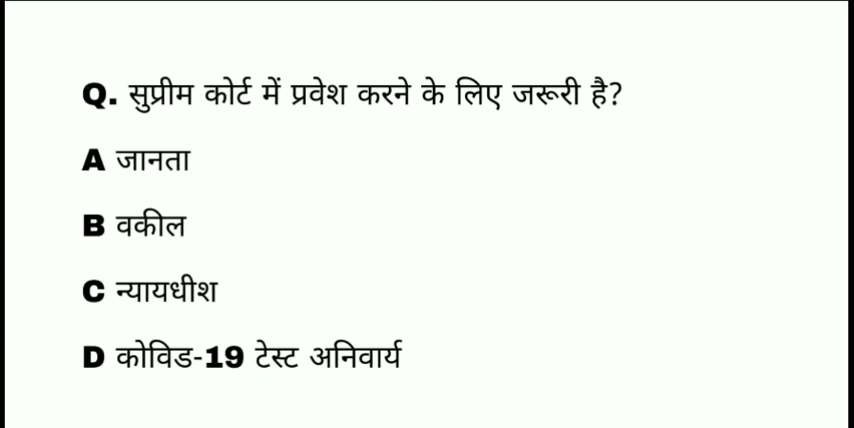 Q. सुप्रीम कोर्ट में प्रवेश करने के लिए जरूरी है?
A जानता
B वकील
C न्यायधीश
D कोविड-19 टेस्ट अनिवार्य